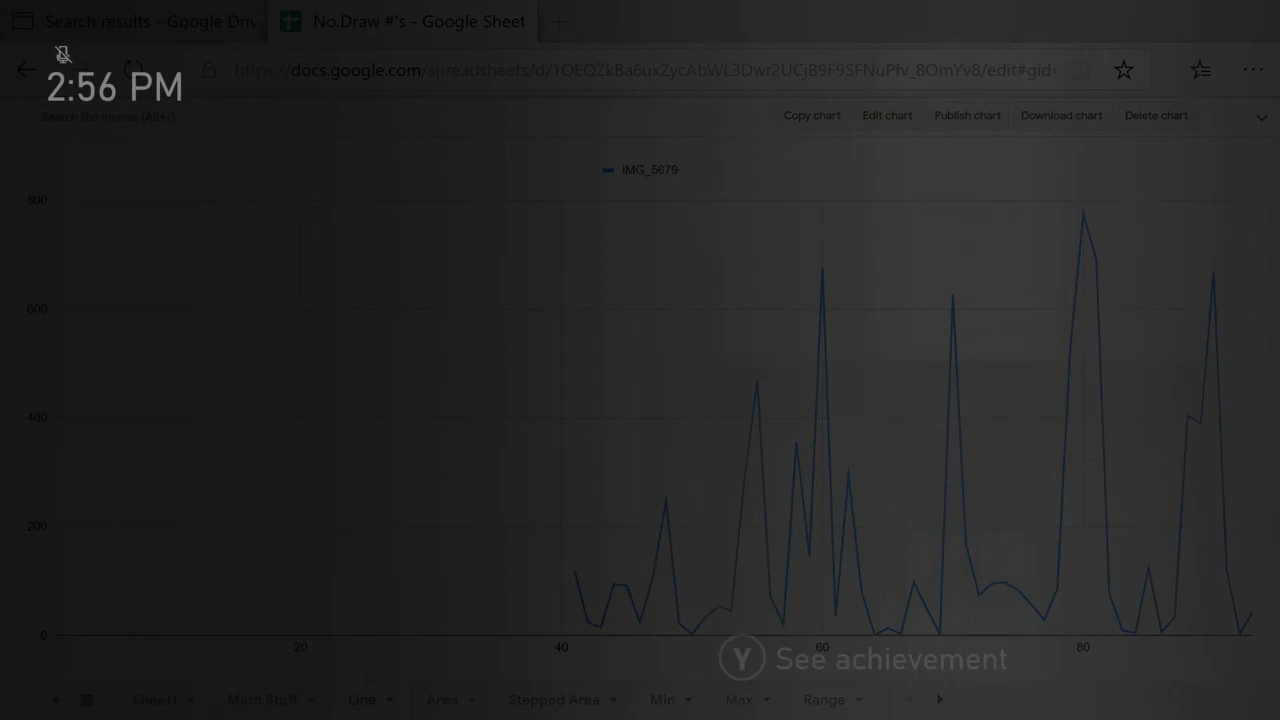 Search results - Google Driv
No.Draw #'s - Google Sheet
2:56 PM
https://docs.google.com/spreadsheets/d/1OEQZkBa6uxZycAbWL3Dwr2UCjB9F9SFNuPfv_8OmYv8/edit#gid=
Search the menus (Alt+/)
Copy chart Edit chart Publish chart Download chart Delete chart
IMG_5679
800
600
400
200
0
20 40 60 80
Y See achievement
Sheet1 Math Stuff Line Area Stepped Area Min Max Range